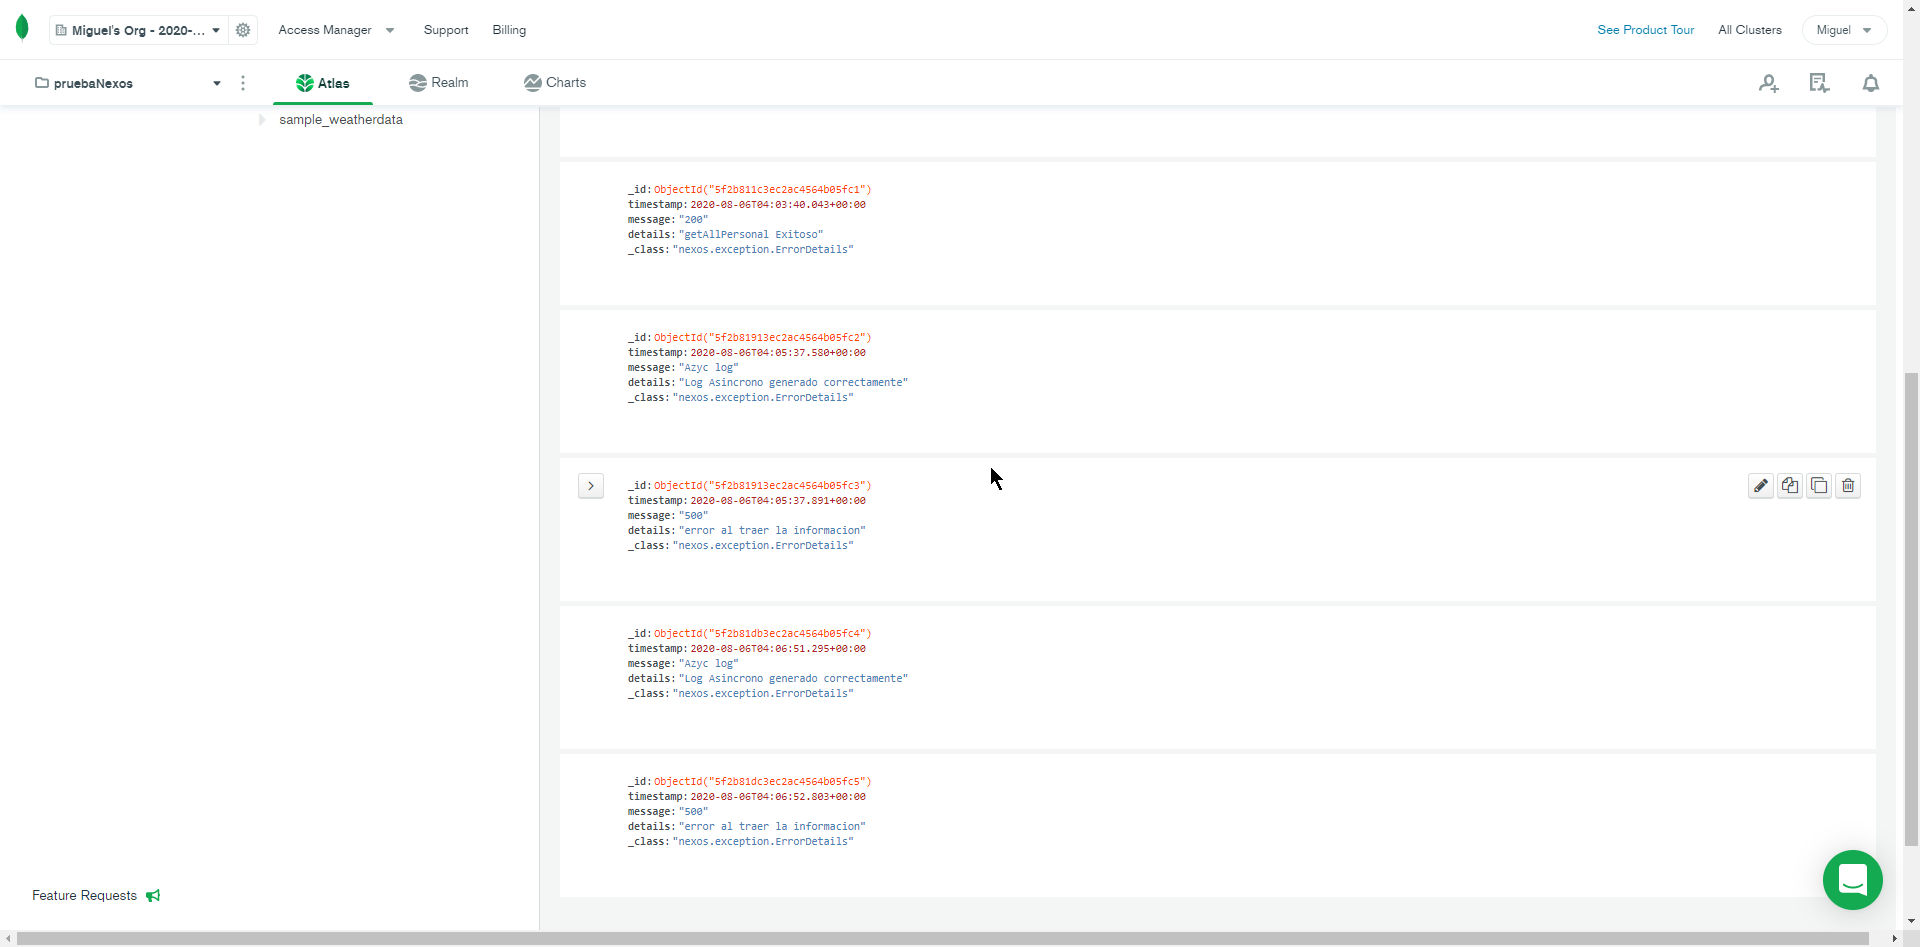 Miguel's Org - 2020-...
Access Manager
Support
Billing
See Product Tour
All Clusters
Miguel
pruebaNexos
Atlas
Realm
Charts
sample_weatherdata
_id: ObjectId("5f2b811c3ec2ac4564b05fc1")
timestamp: 2020-08-06T04:03:40.043+00:00
message: "200"
details: "getAllPersonal Exitoso"
_class: "nexos.exception.ErrorDetails"
_id: ObjectId("5f2b81913ec2ac4564b05fc2")
timestamp: 2020-08-06T04:05:37.580+00:00
message: "Azyc log"
details: "Log Asincrono generado correctamente"
_class: "nexos.exception.ErrorDetails"
_id: ObjectId("5f2b81913ec2ac4564b05fc3")
timestamp: 2020-08-06T04:05:37.891+00:00
message: "500"
details: "error al traer la informacion"
_class: "nexos.exception.ErrorDetails"
_id: ObjectId("5f2b81db3ec2ac4564b05fc4")
timestamp: 2020-08-06T04:06:51.295+00:00
message: "Azyc log"
details: "Log Asincrono generado correctamente"
_class: "nexos.exception.ErrorDetails"
_id: ObjectId("5f2b81dc3ec2ac4564b05fc5")
timestamp: 2020-08-06T04:06:52.803+00:00
message: "500"
details: "error al traer la informacion"
_class: "nexos.exception.ErrorDetails"
Feature Requests